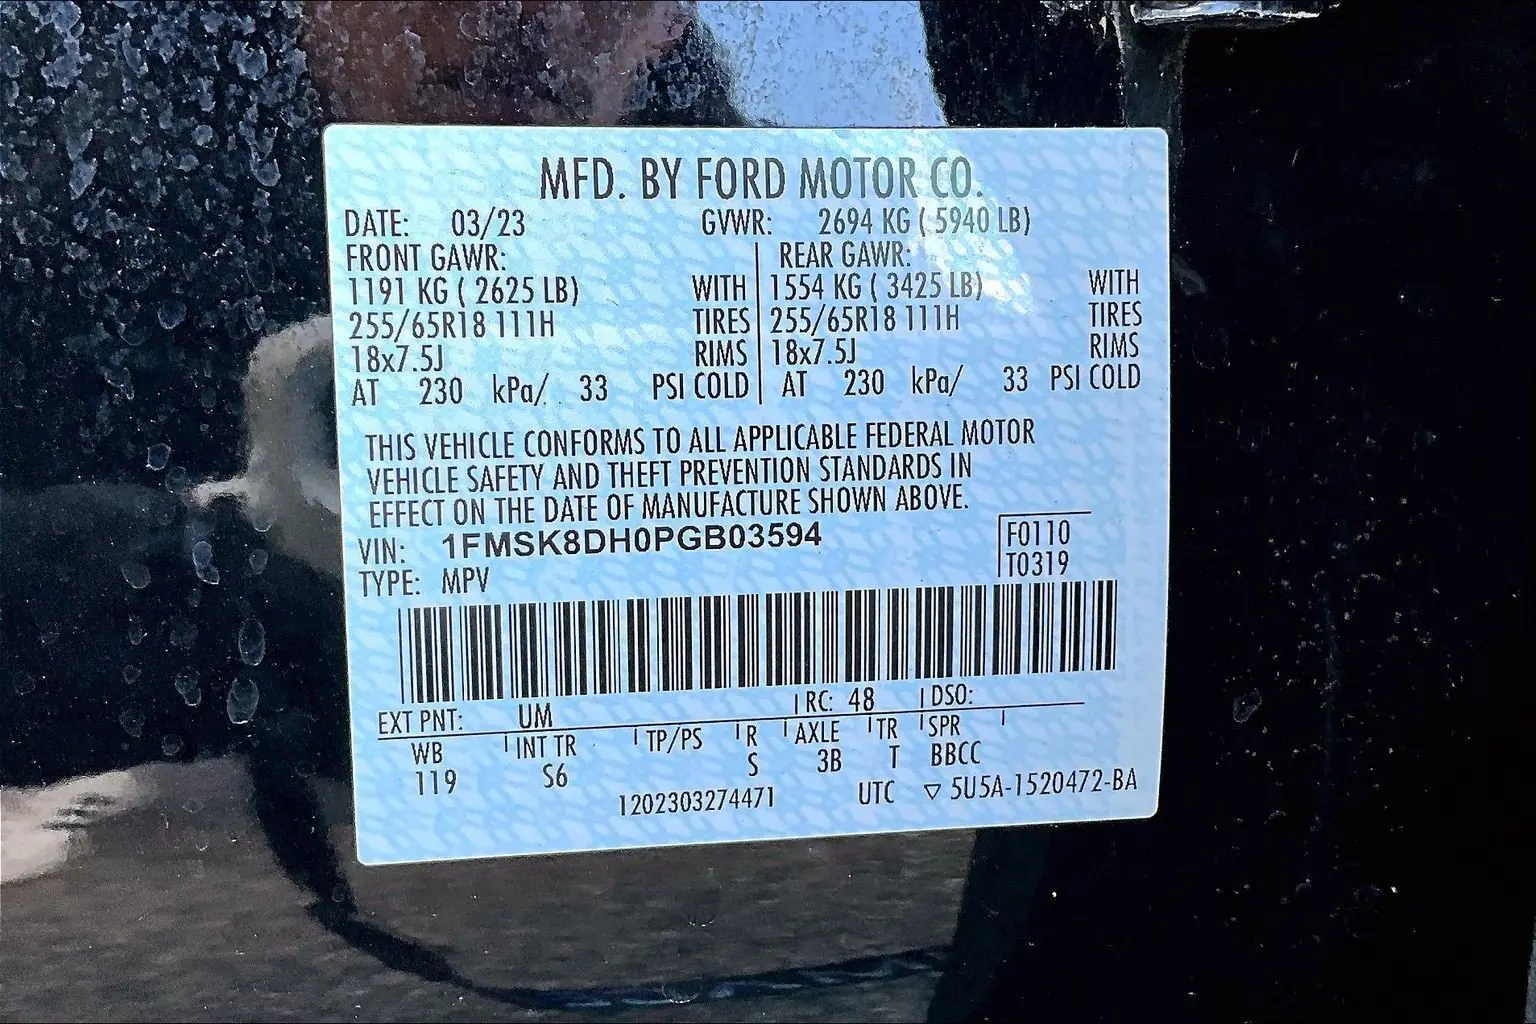 MFD. BY FORD MOTOR CO.
DATE: 03/23 GVWR: 2694 KG ( 5940 LB)
FRONT GAWR: REAR GAWR:
1191 KG ( 2625 LB) WITH 1554 KG ( 3425 LB) WITH
255/65R18 111H TIRES 255/65R18 111H TIRES
18x7.5J RIMS 18x7.5J RIMS
AT 230 kPa/ 33 PSI COLD AT 230 kPa/ 33 PSI COLD
THIS VEHICLE CONFORMS TO ALL APPLICABLE FEDERAL MOTOR
VEHICLE SAFETY AND THEFT PREVENTION STANDARDS IN
EFFECT ON THE DATE OF MANUFACTURE SHOWN ABOVE.
VIN: 1FMSK8DH0PGB03594 F0110
TYPE: MPV T0319
EXT PNT: UM RC: 48 DSO:
WB INT TR TP/PS R AXLE TR SPR
119 S6 S 3B T BBCC
1202303274471 UTC ▽ 5U5A-1520472-BA